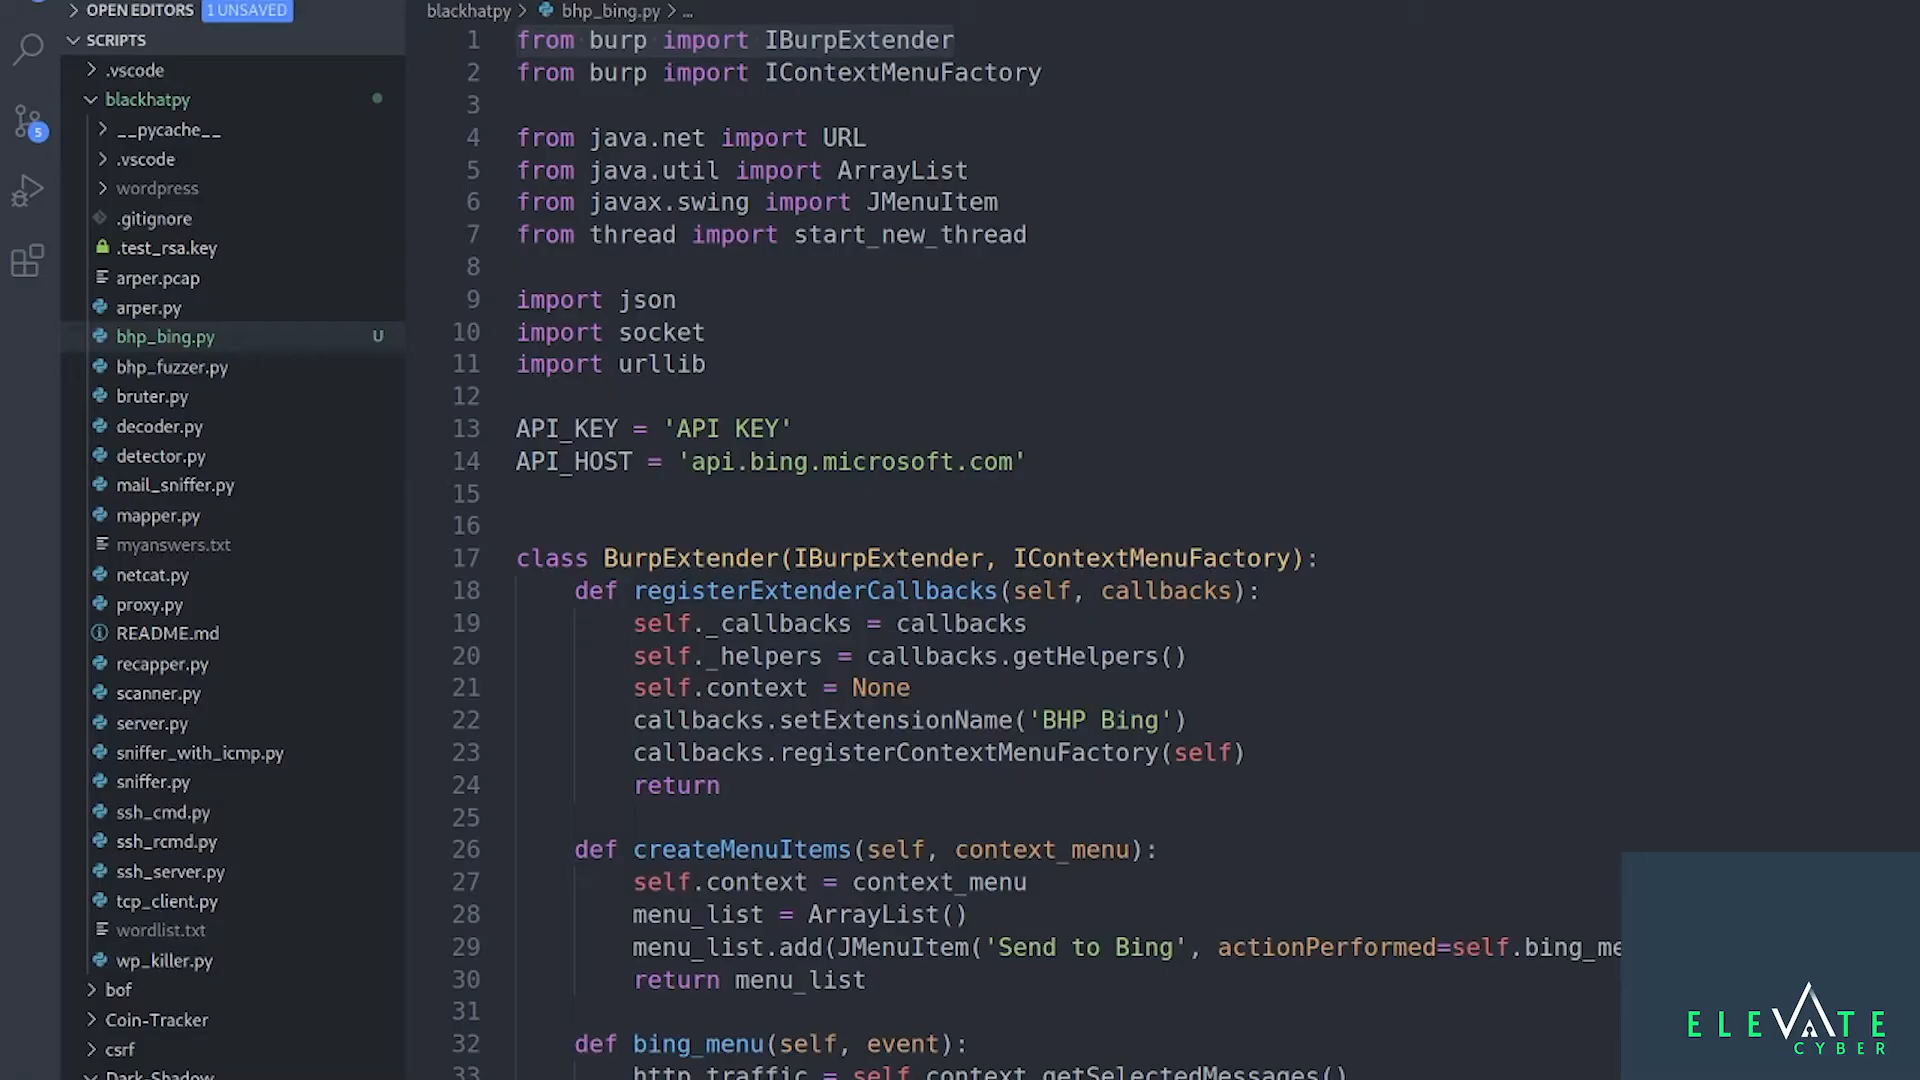 OPEN EDITORS 1 UNSAVED
SCRIPTS
.vscode
blackhatpy
__pycache__
.vscode
wordpress
.gitignore
.test_rsa.key
arper.pcap
arper.py
bhp_bing.py U
bhp_fuzzer.py
bruter.py
decoder.py
detector.py
mail_sniffer.py
mapper.py
myanswers.txt
netcat.py
proxy.py
README.md
recapper.py
scanner.py
server.py
sniffer_with_icmp.py
sniffer.py
ssh_cmd.py
ssh_rcmd.py
ssh_server.py
tcp_client.py
wordlist.txt
wp_killer.py
bof
Coin-Tracker
csrf
Dark-Shadow
5
blackhatpy > bhp_bing.py > ...
1 from burp import IBurpExtender
2 from burp import IContextMenuFactory
3
4 from java.net import URL
5 from java.util import ArrayList
6 from javax.swing import JMenuItem
7 from thread import start_new_thread
8
9 import json
10 import socket
11 import urllib
12
13 API_KEY = 'API KEY'
14 API_HOST = 'api.bing.microsoft.com'
15
16
17 class BurpExtender(IBurpExtender, IContextMenuFactory):
18 def registerExtenderCallbacks(self, callbacks):
19 self._callbacks = callbacks
20 self._helpers = callbacks.getHelpers()
21 self.context = None
22 callbacks.setExtensionName('BHP Bing')
23 callbacks.registerContextMenuFactory(self)
24 return
25
26 def createMenuItems(self, context_menu):
27 self.context = context_menu
28 menu_list = ArrayList()
29 menu_list.add(JMenuItem('Send to Bing', actionPerformed=self.bing_me
30 return menu_list
31
32 def bing_menu(self, event):
33 http_traffic = self.context.getSelectedMessages()
ELEVATE
CYBER